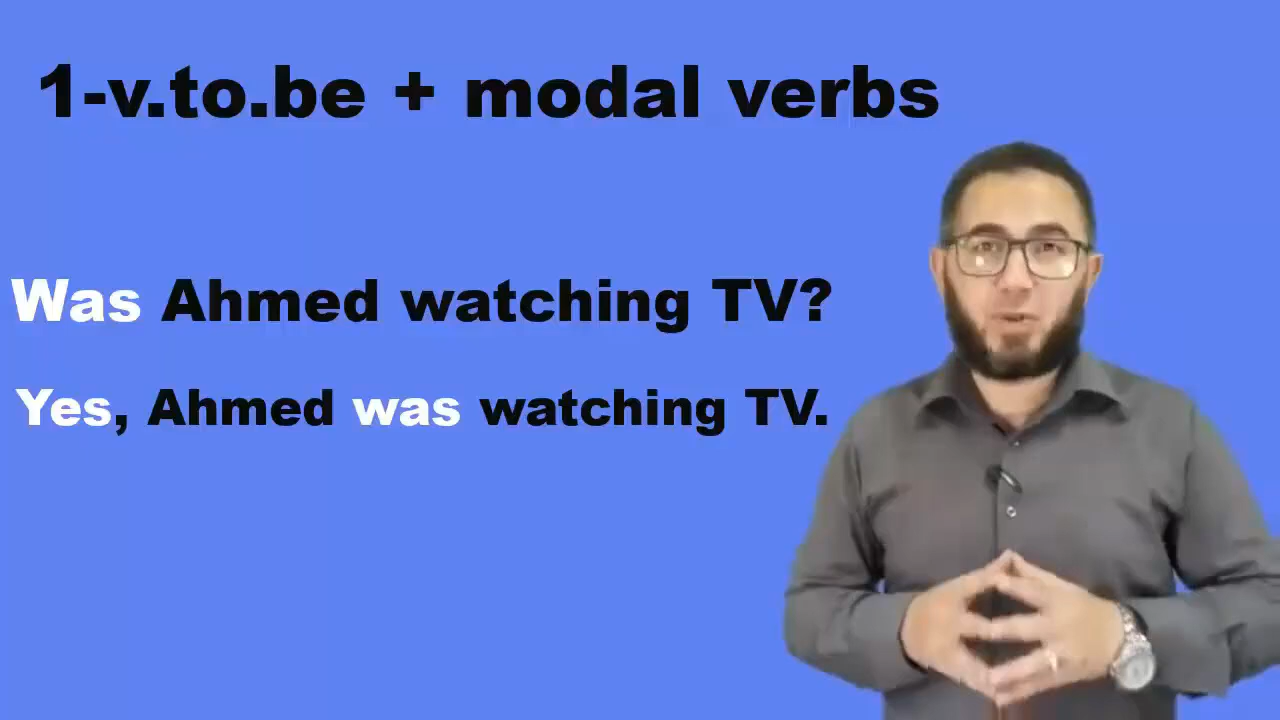 1-v.to.be + modal verbs
Was Ahmed watching TV?
Yes, Ahmed was watching TV.